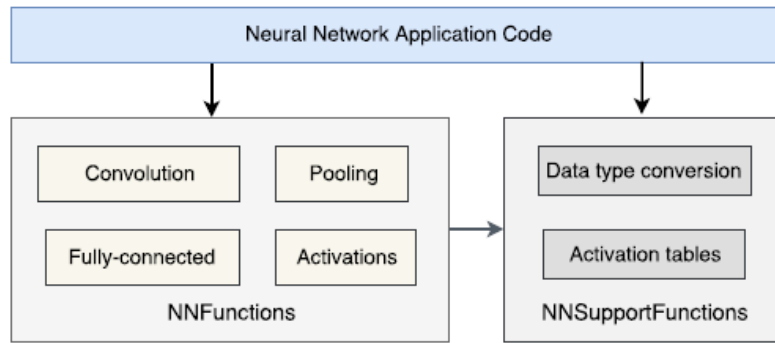 Neural Network Application Code
Convolution
Pooling
Fully-connected
Activations
NNFunctions
Data type conversion
Activation tables
NNSupportFunctions